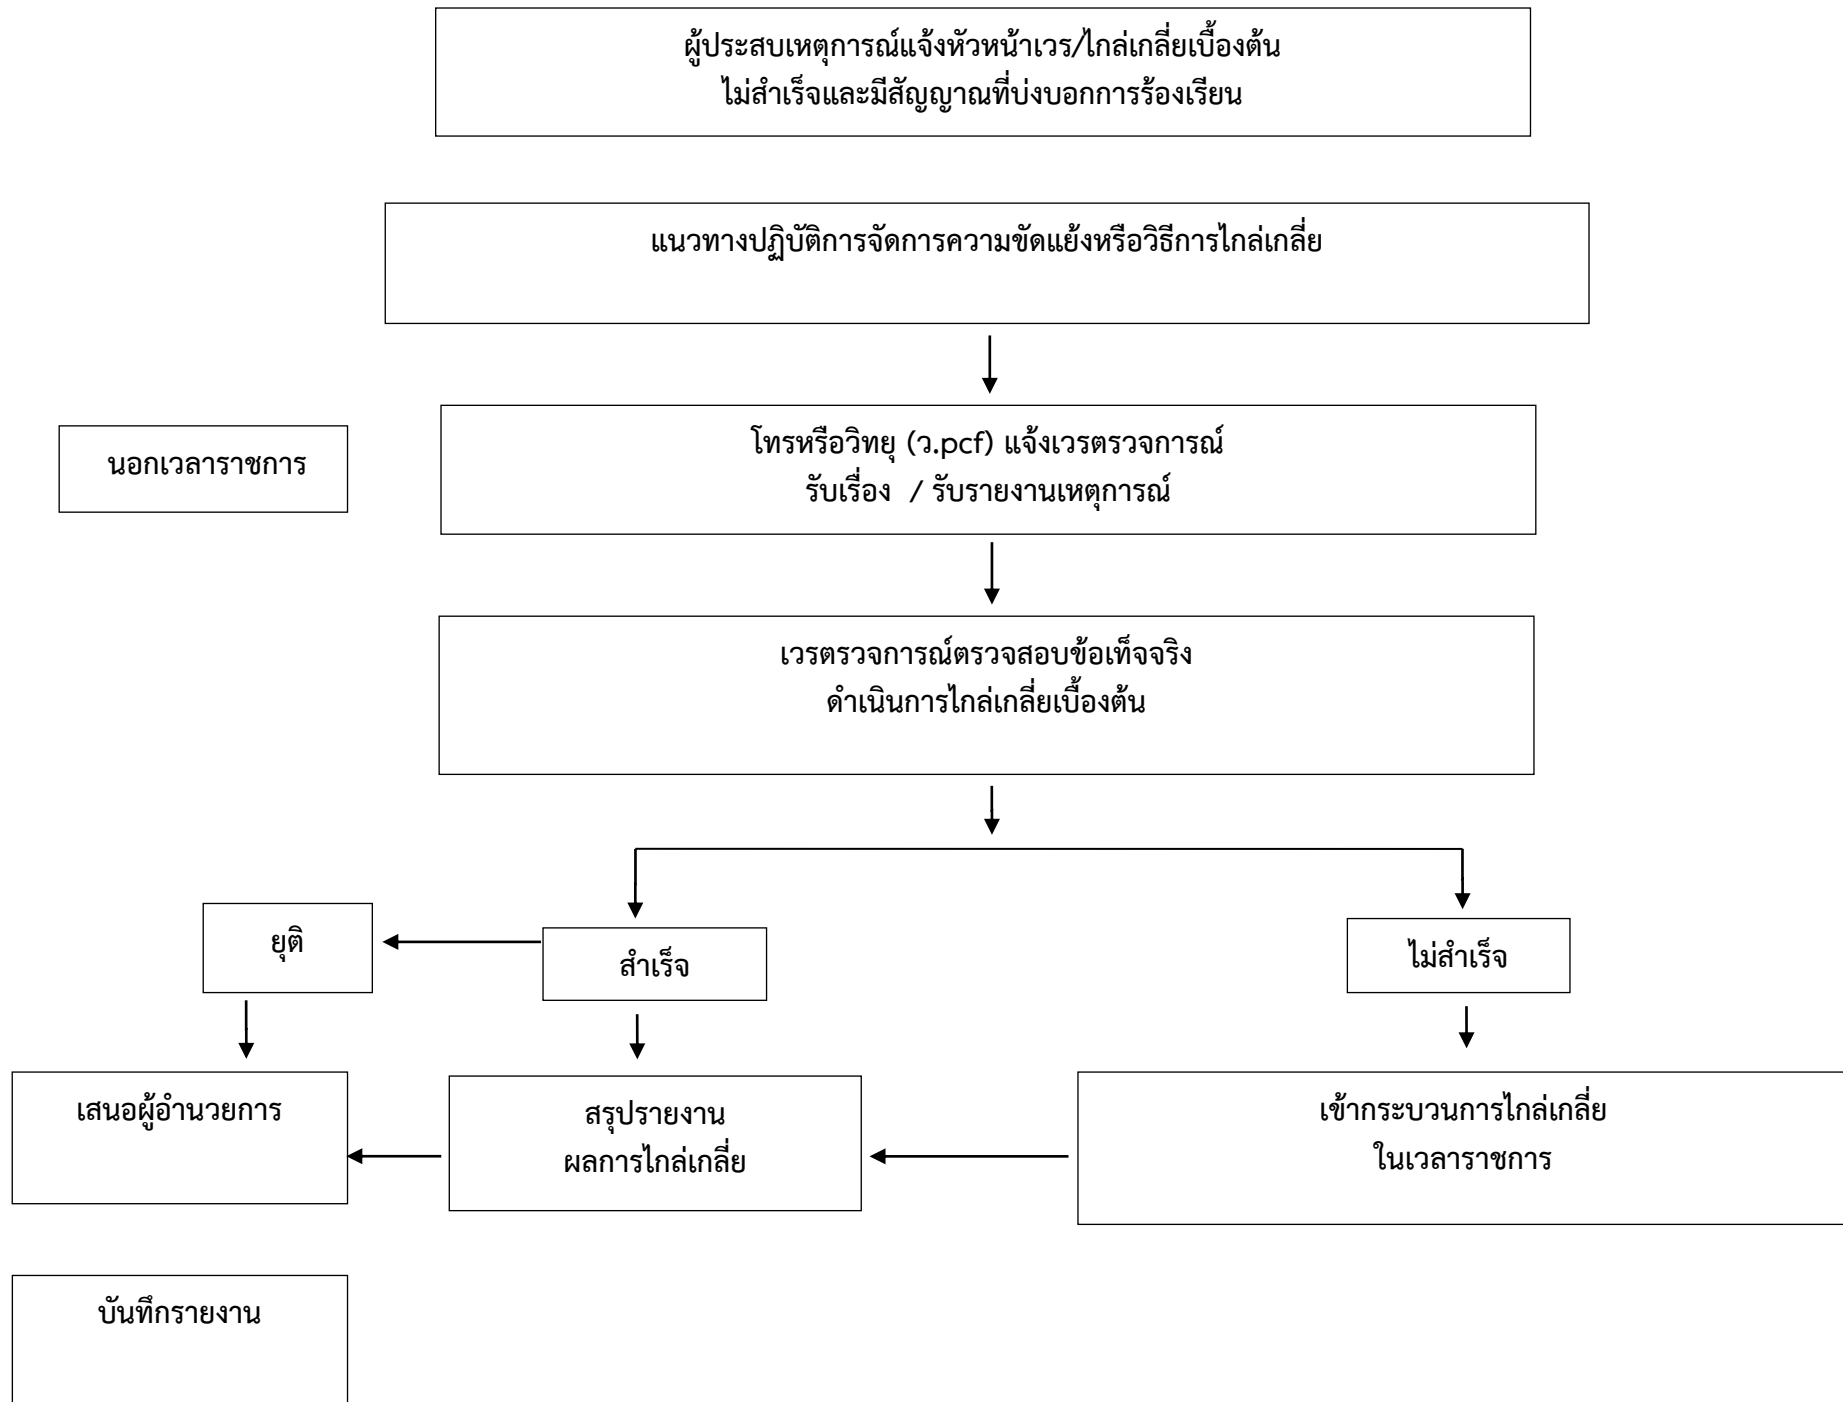 ผู้ประสบเหตุการณ์แจ้งหัวหน้าเวร/ไกล่เกลี่ยเบื้องต้น
ไม่สำเร็จและมีสัญญาณที่บ่งบอกการร้องเรียน
แนวทางปฏิบัติการจัดการความขัดแย้งหรือวิธีการไกล่เกลี่ย
นอกเวลาราชการ
โทรหรือวิทยุ (ว.pcf) แจ้งเวรตรวจการณ์
รับเรื่อง / รับรายงานเหตุการณ์
เวรตรวจการณ์ตรวจสอบข้อเท็จจริง
ดำเนินการไกล่เกลี่ยเบื้องต้น
ยุติ
สำเร็จ
ไม่สำเร็จ
เสนอผู้อำนวยการ
สรุปรายงาน
ผลการไกล่เกลี่ย
เข้ากระบวนการไกล่เกลี่ย
ในเวลาราชการ
บันทึกรายงาน